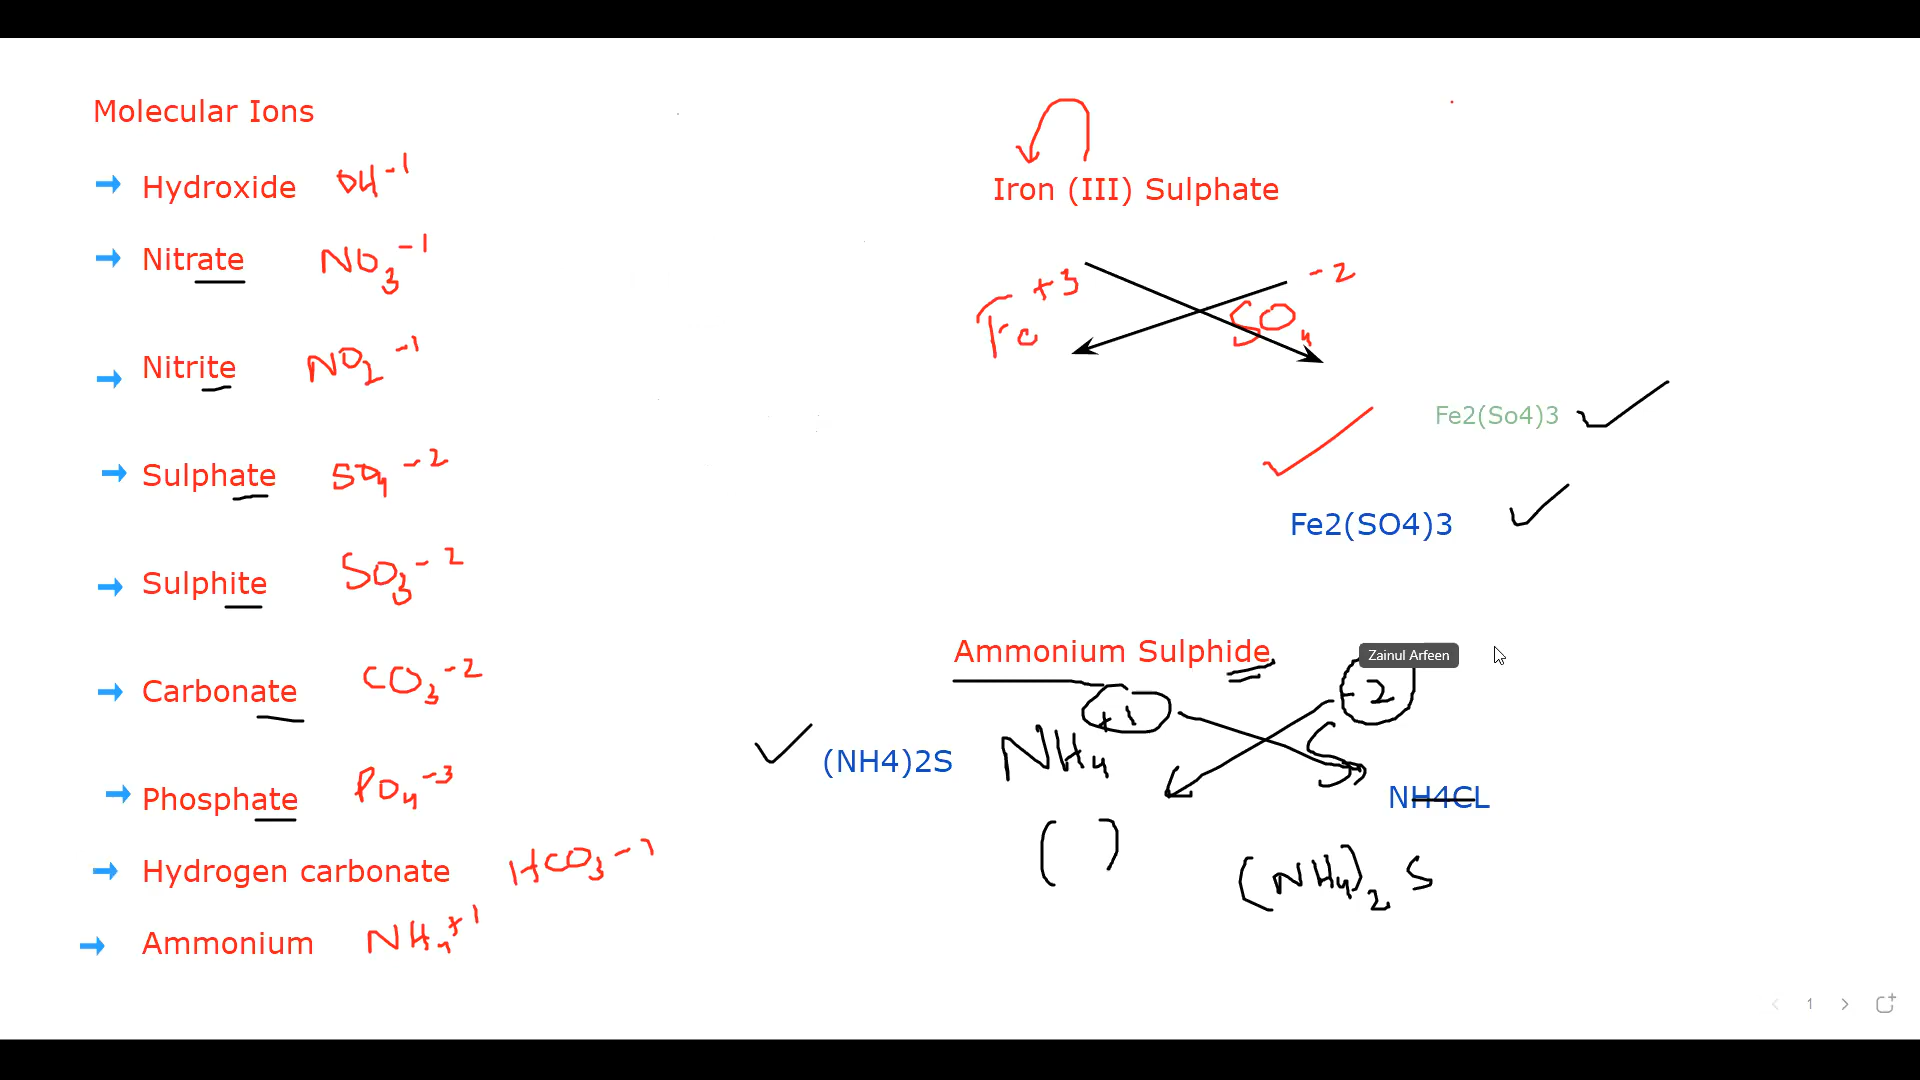 Molecular Ions
Hydroxide OH-1
Nitrate NO3-1
Nitrite NO2-1
Sulphate SO4-2
Sulphite SO3-2
Carbonate CO3-2
Phosphate PO4-3
Hydrogen carbonate HCO3-1
Ammonium NH4+1
Iron (III) Sulphate
Fe+3 SO4-2
Fe2(So4)3
Fe2(SO4)3
Ammonium Sulphide
Zainul Arfeen
+1 -2
(NH4)2S NH4 S
NH4CL
( ) (NH4)2 S
1